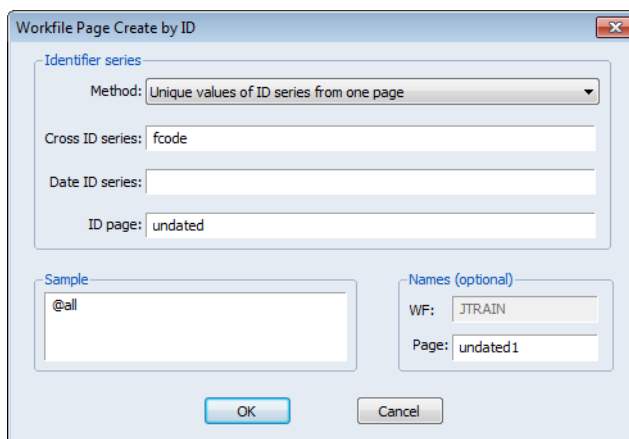 Workfile Page Create by ID
Identifier series
Method: Unique values of ID series from one page
Cross ID series: fcode
Date ID series:
ID page: undated
Sample
@all
Names (optional)
WF: JTRAIN
Page: undated1
OK Cancel